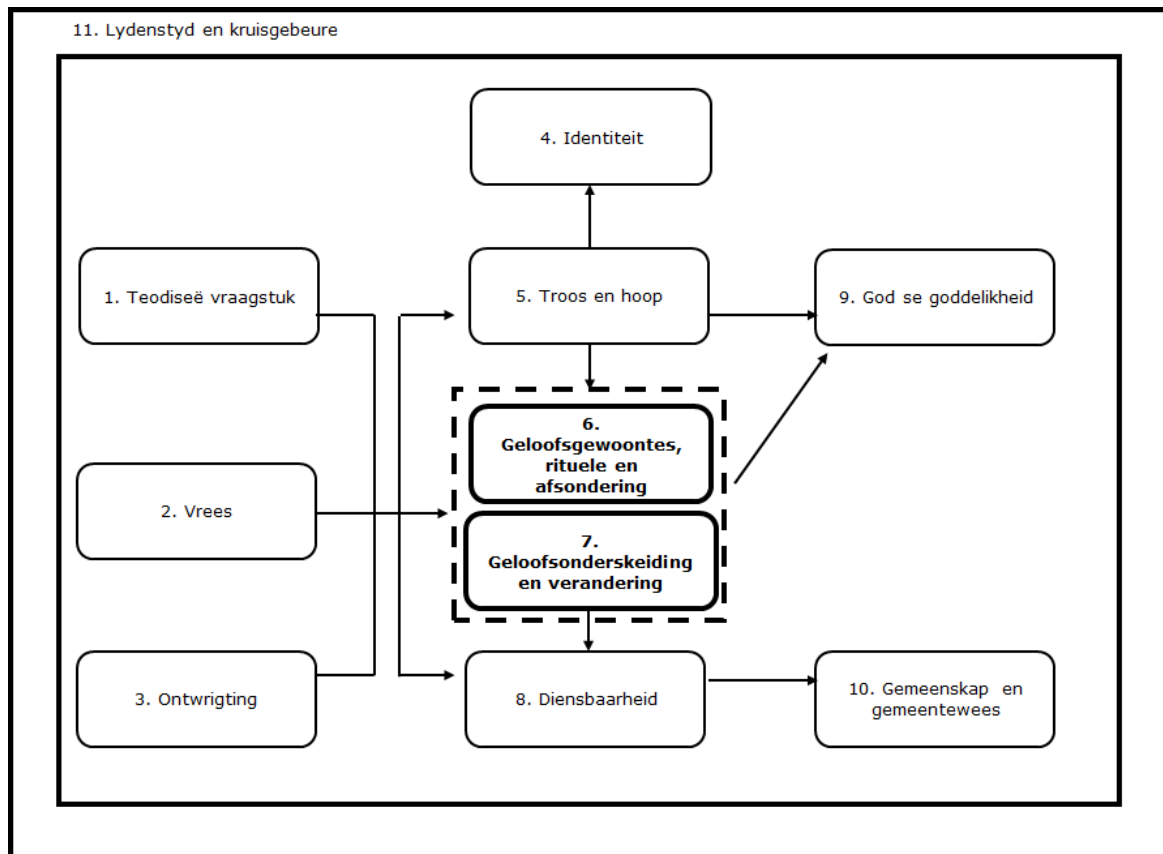 11. Lydenstyd en kruisgebeure
4. Identiteit
1. Teodiseë vraagstuk
5. Troos en hoop
9. God se goddelikheid
6.
Geloofsgewoontes,
rituele en
afsondering
2. Vrees
7.
Geloofsonderskeiding
en verandering
3. Ontwrigting
8. Diensbaarheid
10. Gemeenskap en
gemeentewees